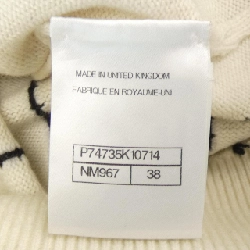 MADE IN UNITED KINGDOM
FABRIQUE EN ROYAUME-UNI
P74735K10714
NM967 38